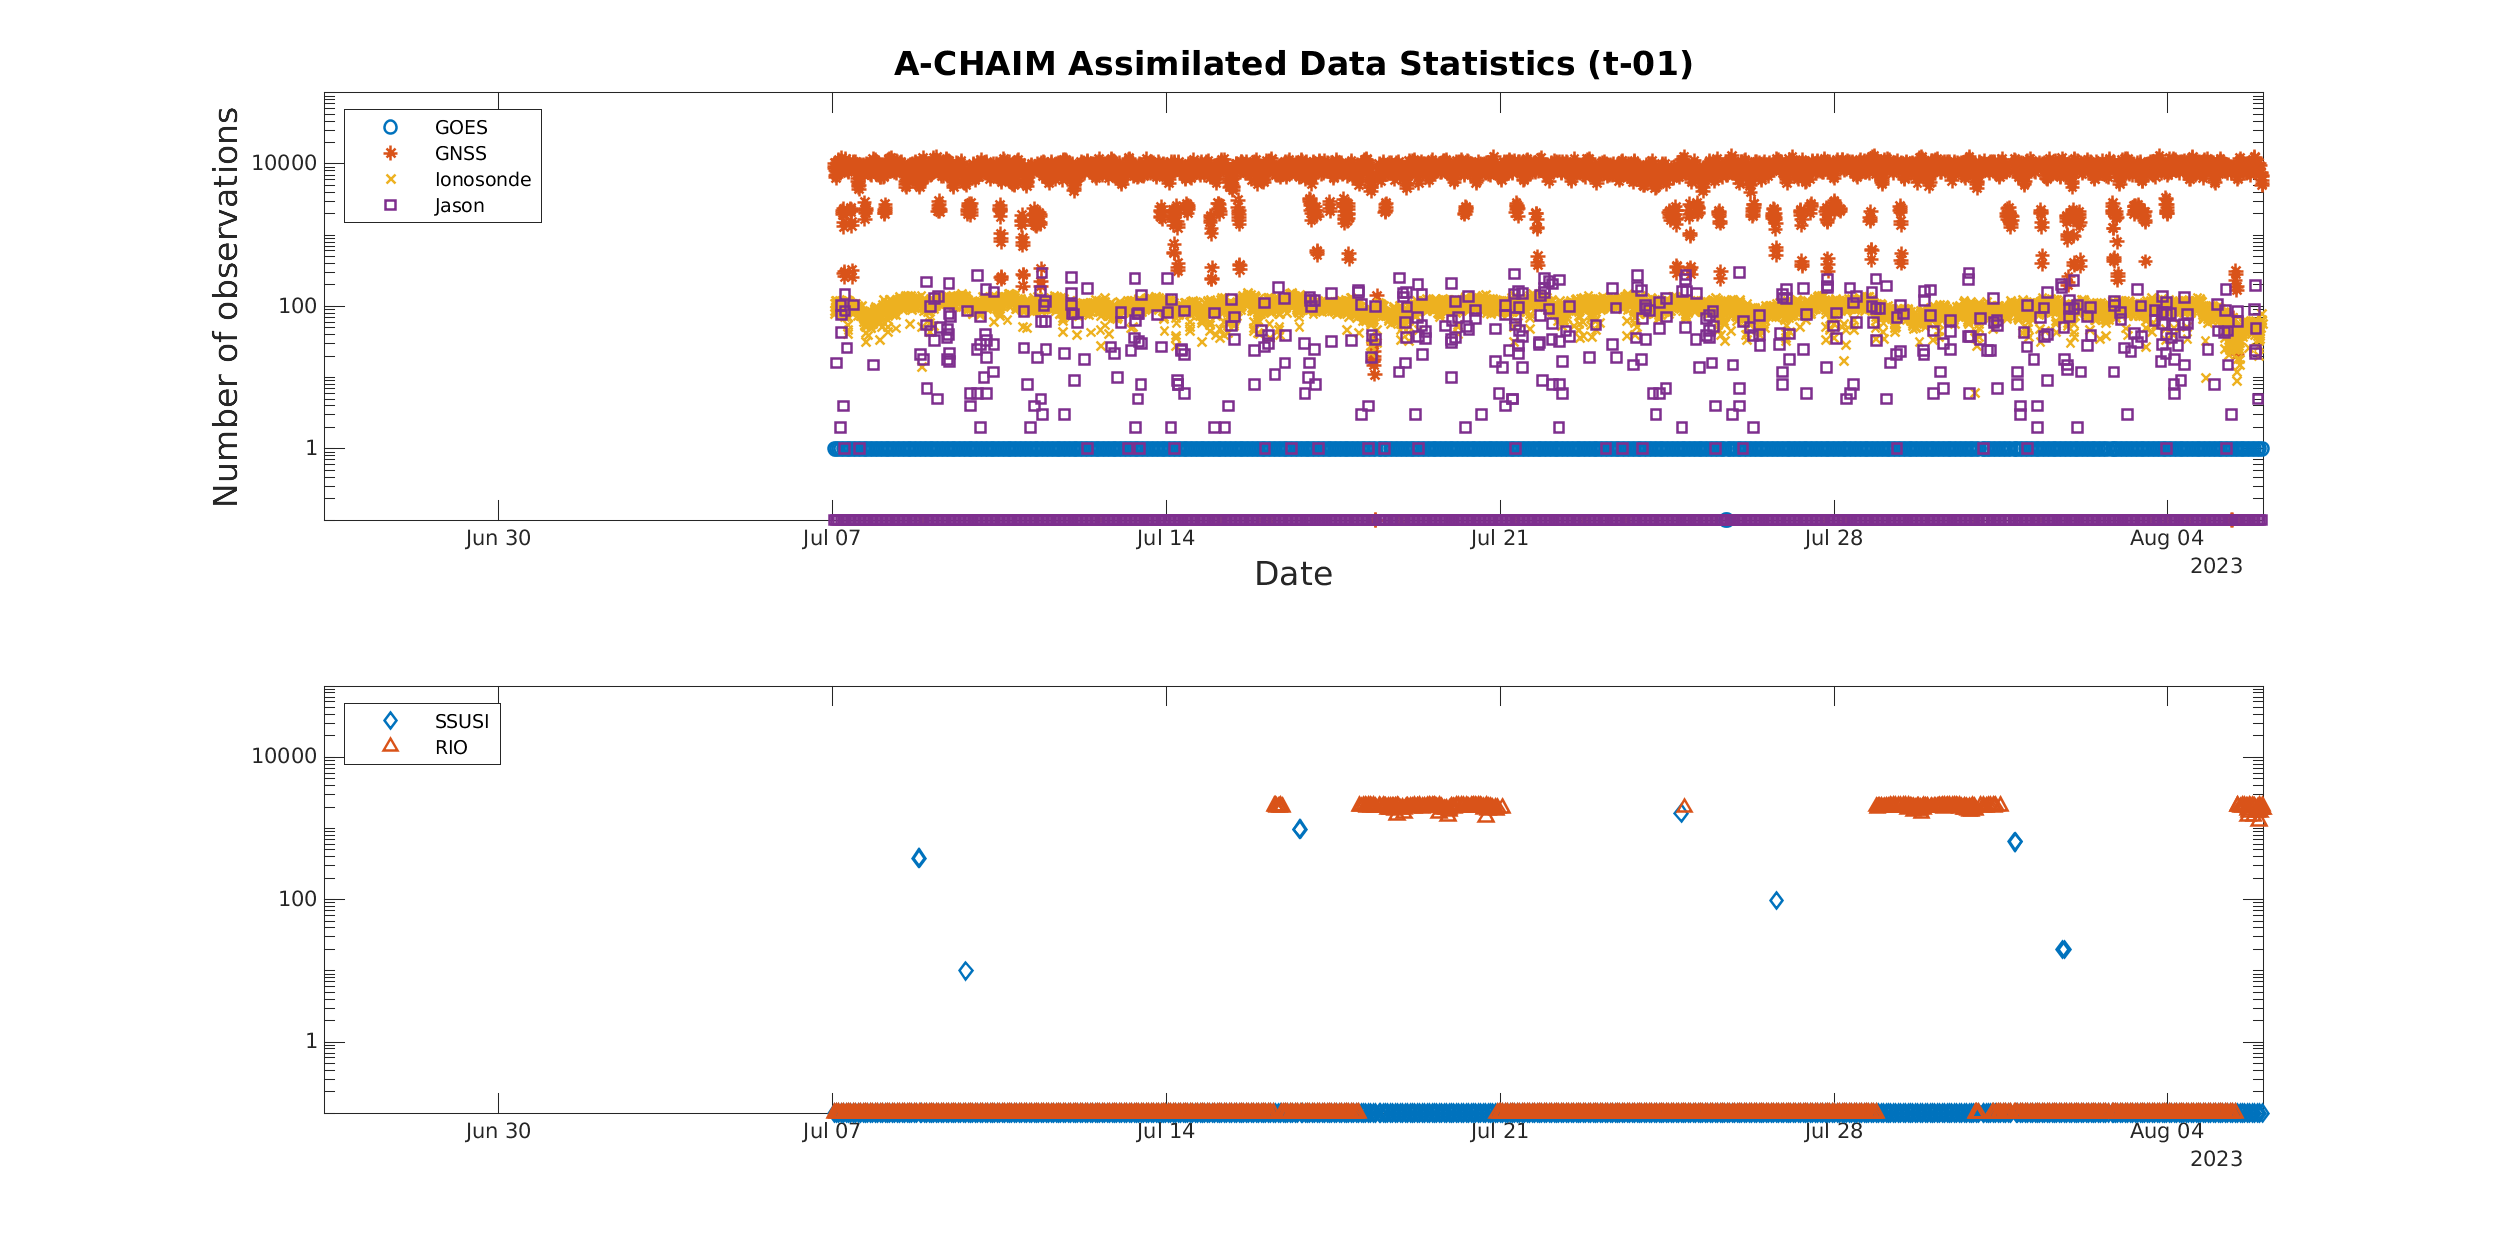 A-CHAIM Assimilated Data Statistics (t-01)
Number of observations
GOES
GNSS
Ionosonde
Jason
10000
100
1
Jun 30
Jul 07
Jul 14
Jul 21
Jul 28
Aug 04
2023
Date
SSUSI
RIO
10000
100
1
Jun 30
Jul 07
Jul 14
Jul 21
Jul 28
Aug 04
2023